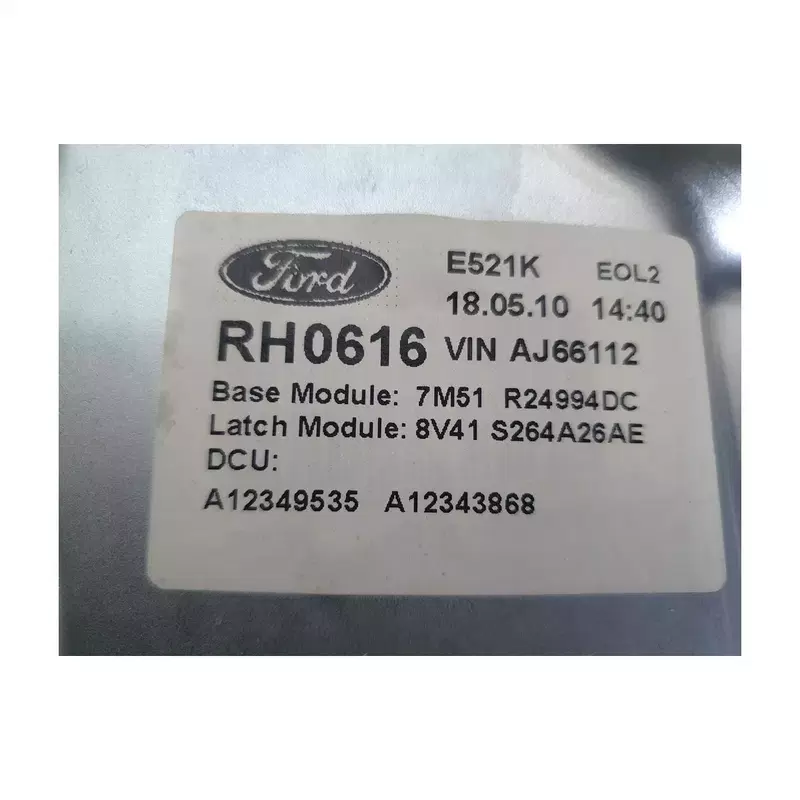 Ford
E521K EOL2
18.05.10 14:40
RH0616 VIN AJ66112
Base Module: 7M51 R24994DC
Latch Module: 8V41 S264A26AE
DCU:
A12349535 A12343868